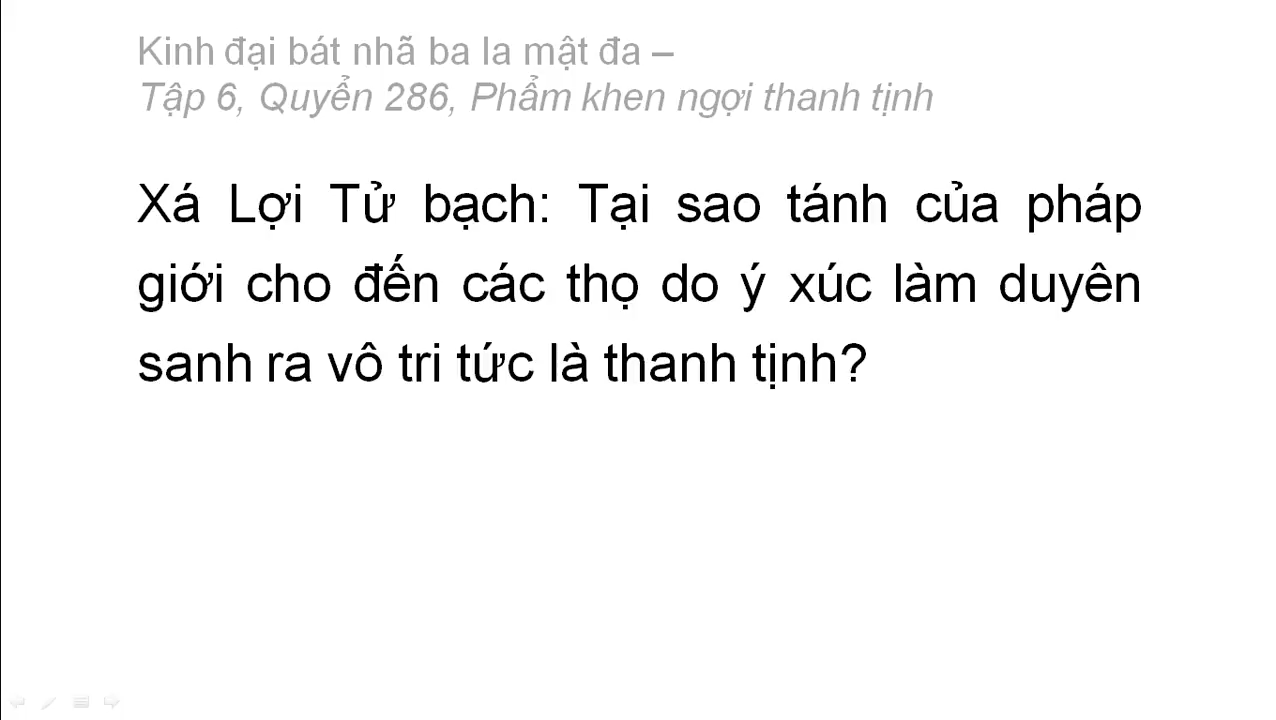 Kinh đại bát nhã ba la mật đa –
Tập 6, Quyển 286, Phẩm khen ngợi thanh tịnh
Xá Lợi Tử bạch: Tại sao tánh của pháp
giới cho đến các thọ do ý xúc làm duyên
sanh ra vô tri tức là thanh tịnh?